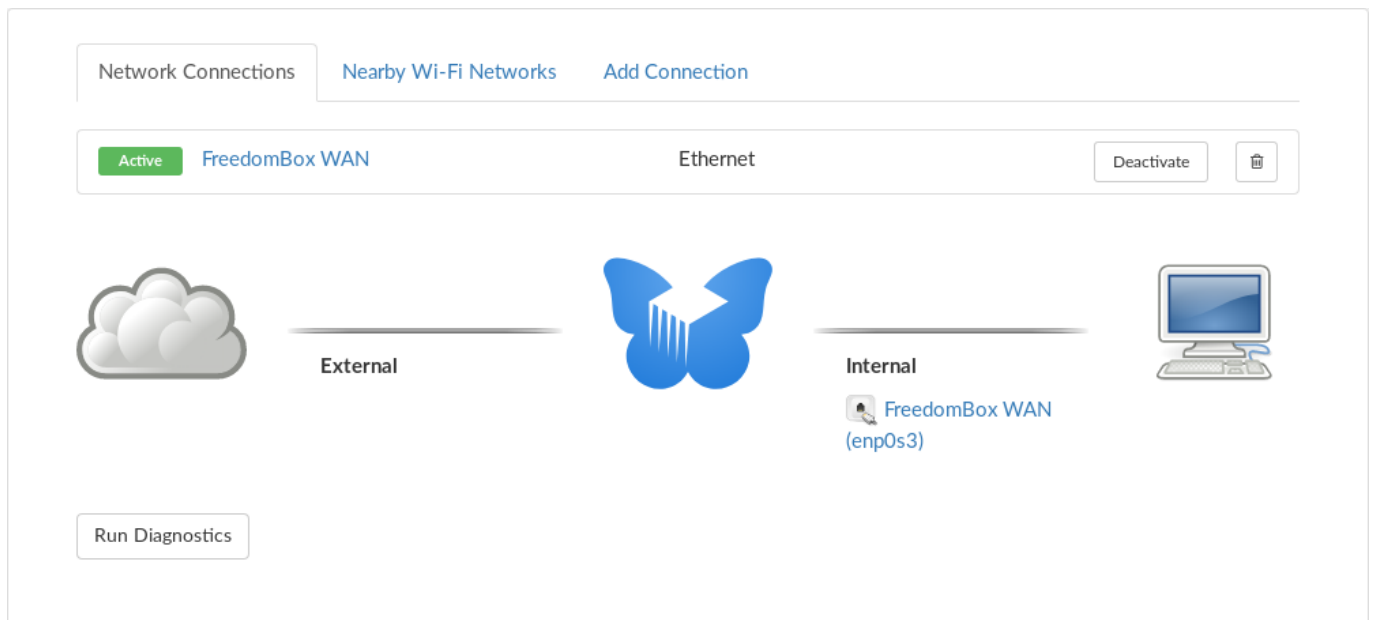 Network Connections Nearby Wi-Fi Networks Add Connection
Active FreedomBox WAN Ethernet Deactivate
External Internal
FreedomBox WAN
(enp0s3)
Run Diagnostics